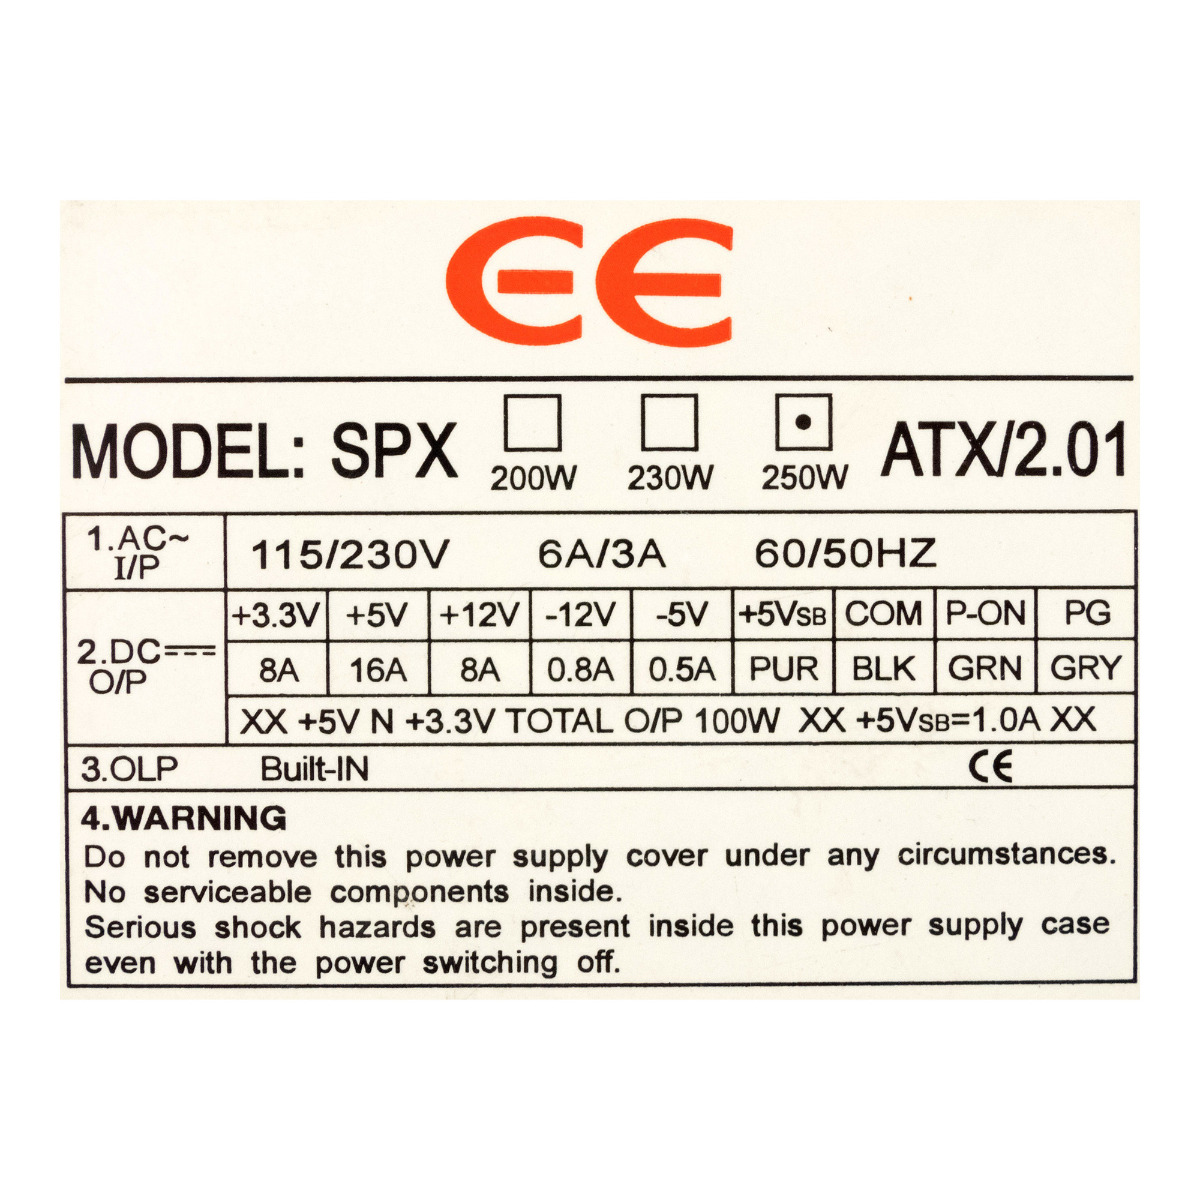 CE
MODEL: SPX 200W 230W 250W ATX/2.01
1.AC~ I/P 115/230V 6A/3A 60/50HZ
2.DC O/P
+3.3V +5V +12V -12V -5V +5VSB COM P-ON PG
8A 16A 8A 0.8A 0.5A PUR BLK GRN GRY
XX +5V N +3.3V TOTAL O/P 100W XX +5VSB=1.0A XX
3.OLP Built-IN CE
4.WARNING
Do not remove this power supply cover under any circumstances.
No serviceable components inside.
Serious shock hazards are present inside this power supply case
even with the power switching off.